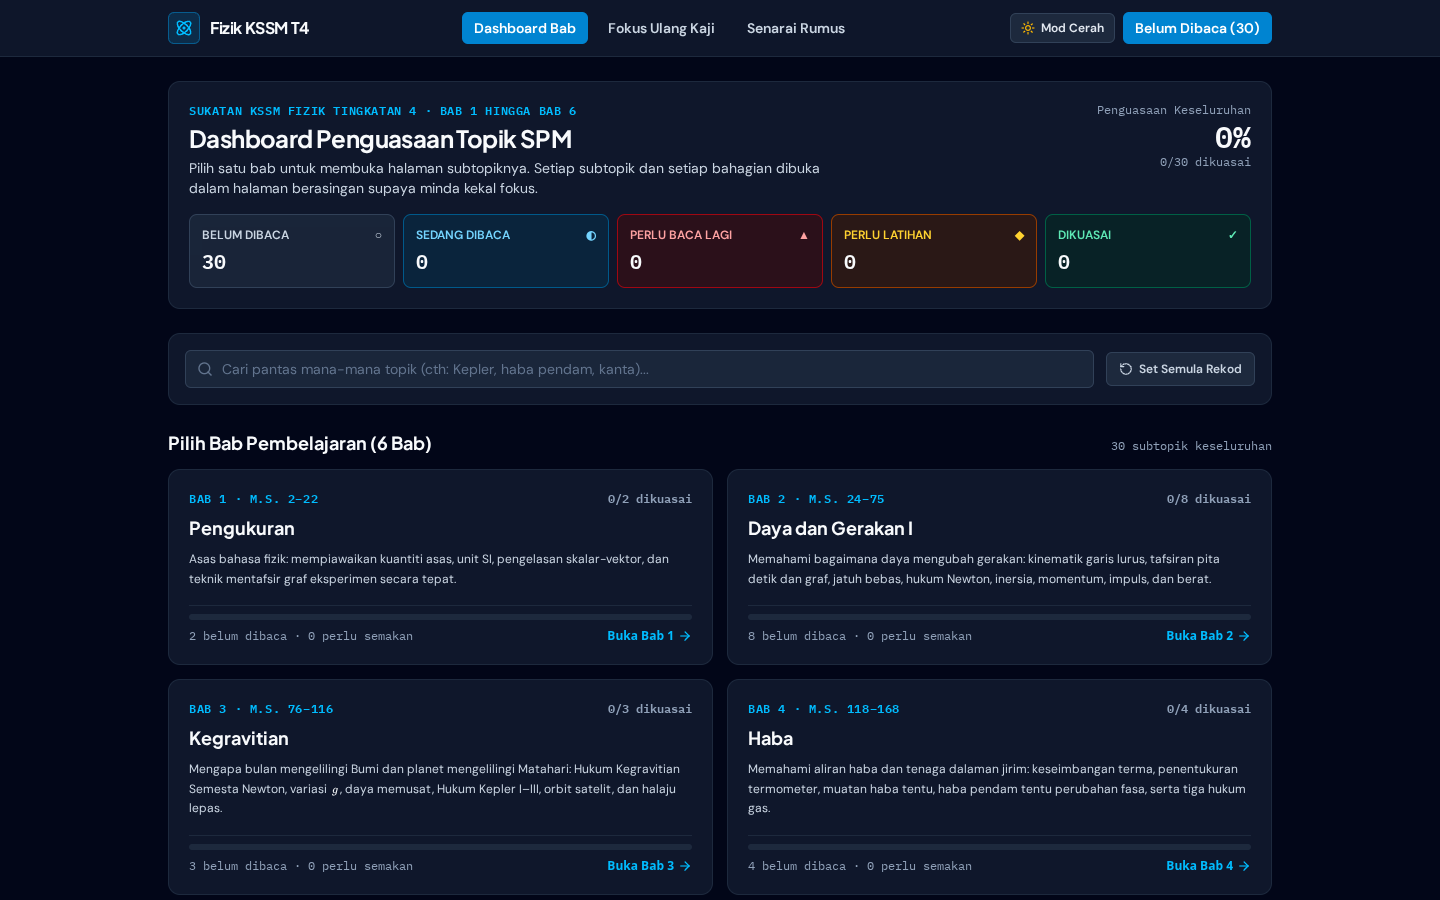 Fizik KSSM T4
Dashboard Bab
Fokus Ulang Kaji
Senarai Rumus
Mod Cerah
Belum Dibaca (30)
SUKATAN KSSM FIZIK TINGKATAN 4 · BAB 1 HINGGA BAB 6
Dashboard Penguasaan Topik SPM
Pilih satu bab untuk membuka halaman subtopiknya. Setiap subtopik dan setiap bahagian dibuka
dalam halaman berasingan supaya minda kekal fokus.
Penguasaan Keseluruhan
0%
0/30 dikuasai
BELUM DIBACA ○
30
SEDANG DIBACA ◐
0
PERLU BACA LAGI ▲
0
PERLU LATIHAN ◆
0
DIKUASAI ✓
0
Cari pantas mana-mana topik (cth: Kepler, haba pendam, kanta)...
Set Semula Rekod
Pilih Bab Pembelajaran (6 Bab)
30 subtopik keseluruhan
BAB 1 · M.S. 2–22
0/2 dikuasai
Pengukuran
Asas bahasa fizik: mempiawaikan kuantiti asas, unit SI, pengelasan skalar-vektor, dan
teknik mentafsir graf eksperimen secara tepat.
2 belum dibaca · 0 perlu semakan
Buka Bab 1 →
BAB 2 · M.S. 24–75
0/8 dikuasai
Daya dan Gerakan I
Memahami bagaimana daya mengubah gerakan: kinematik garis lurus, tafsiran pita
detik dan graf, jatuh bebas, hukum Newton, inersia, momentum, impuls, dan berat.
8 belum dibaca · 0 perlu semakan
Buka Bab 2 →
BAB 3 · M.S. 76–116
0/3 dikuasai
Kegravitian
Mengapa bulan mengelilingi Bumi dan planet mengelilingi Matahari: Hukum Kegravitian
Semesta Newton, variasi g, daya memusat, Hukum Kepler I–III, orbit satelit, dan halaju
lepas.
3 belum dibaca · 0 perlu semakan
Buka Bab 3 →
BAB 4 · M.S. 118–168
0/4 dikuasai
Haba
Memahami aliran haba dan tenaga dalaman jirim: keseimbangan terma, penentukuran
termometer, muatan haba tentu, haba pendam tentu perubahan fasa, serta tiga hukum
gas.
4 belum dibaca · 0 perlu semakan
Buka Bab 4 →